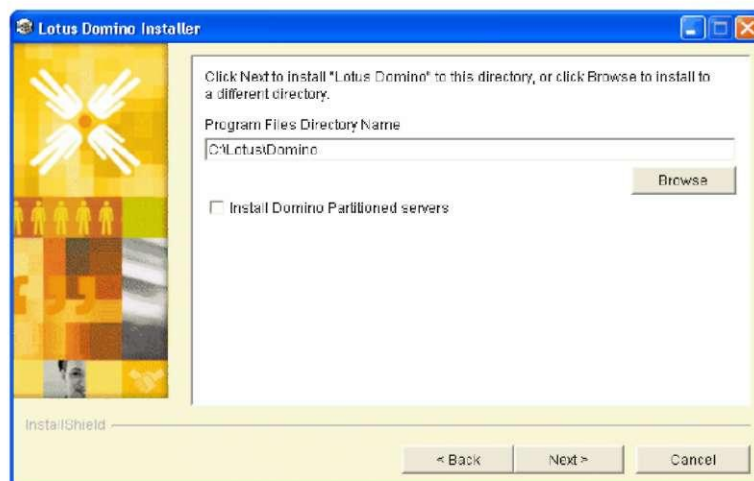 Lotus Domino Installer
Click Next to install "Lotus Domino" to this directory, or click Browse to install to
a different directory.
Program Files Directory Name
C:\Lotus\Domino
Browse
Install Domino Partitioned servers
InstallShield
< Back
Next >
Cancel